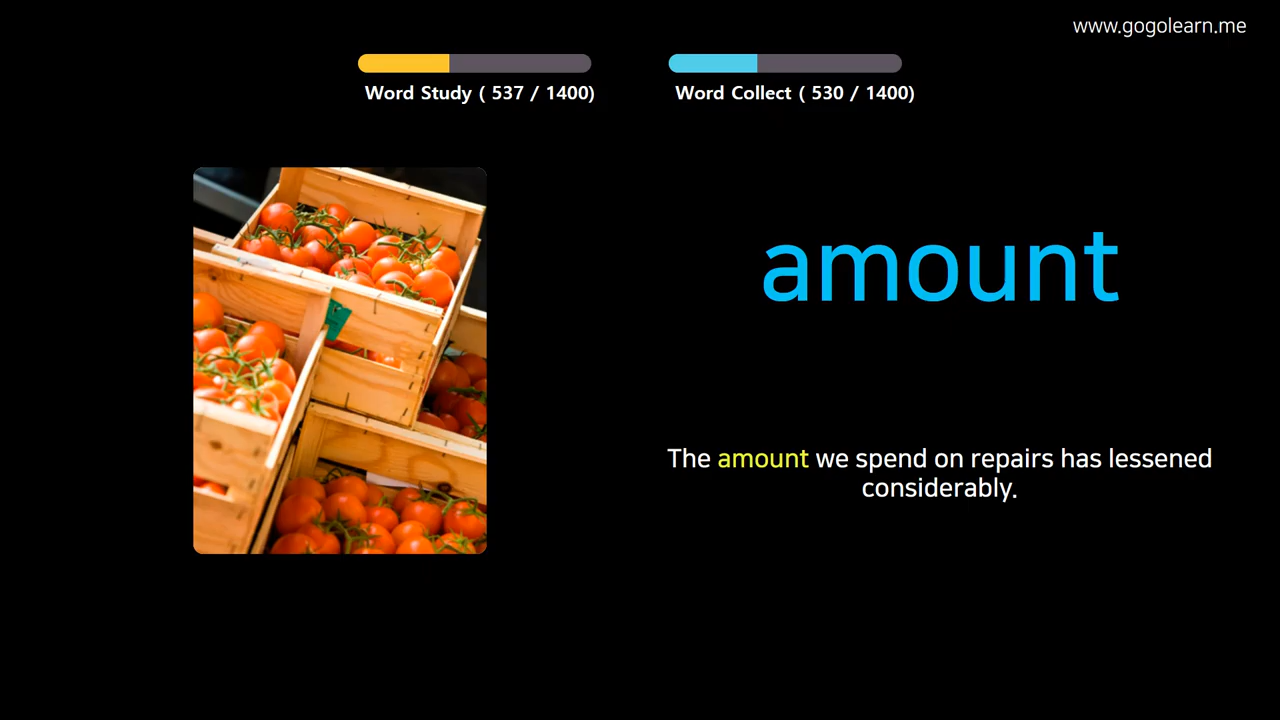 www.gogolearn.me
Word Study ( 537 / 1400)
Word Collect ( 530 / 1400)
amount
The amount we spend on repairs has lessened
considerably.